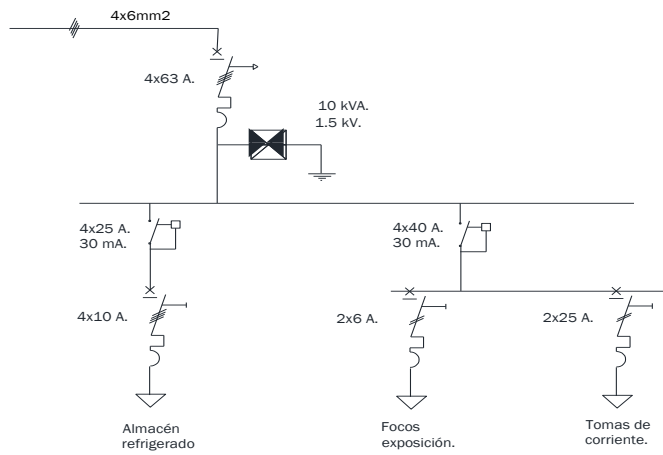 4x6mm2
4x63 A.
10 kVA.
1.5 kV.
4x25 A.
30 mA.
4x40 A.
30 mA.
4x10 A.
2x6 A.
2x25 A.
Almacén
refrigerado
Focos
exposición.
Tomas de
corriente.